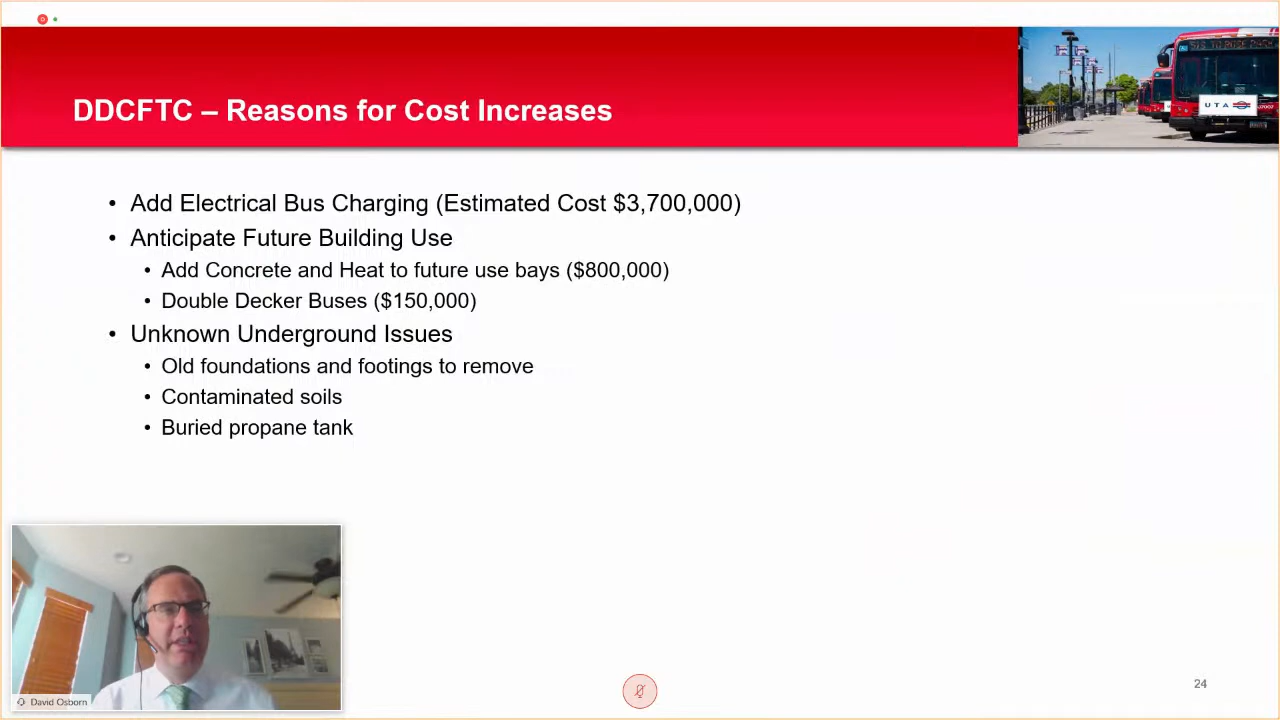 DDCFTC – Reasons for Cost Increases
UTA
• Add Electrical Bus Charging (Estimated Cost $3,700,000)
• Anticipate Future Building Use
• Add Concrete and Heat to future use bays ($800,000)
• Double Decker Buses ($150,000)
• Unknown Underground Issues
• Old foundations and footings to remove
• Contaminated soils
• Buried propane tank
David Osborn
24